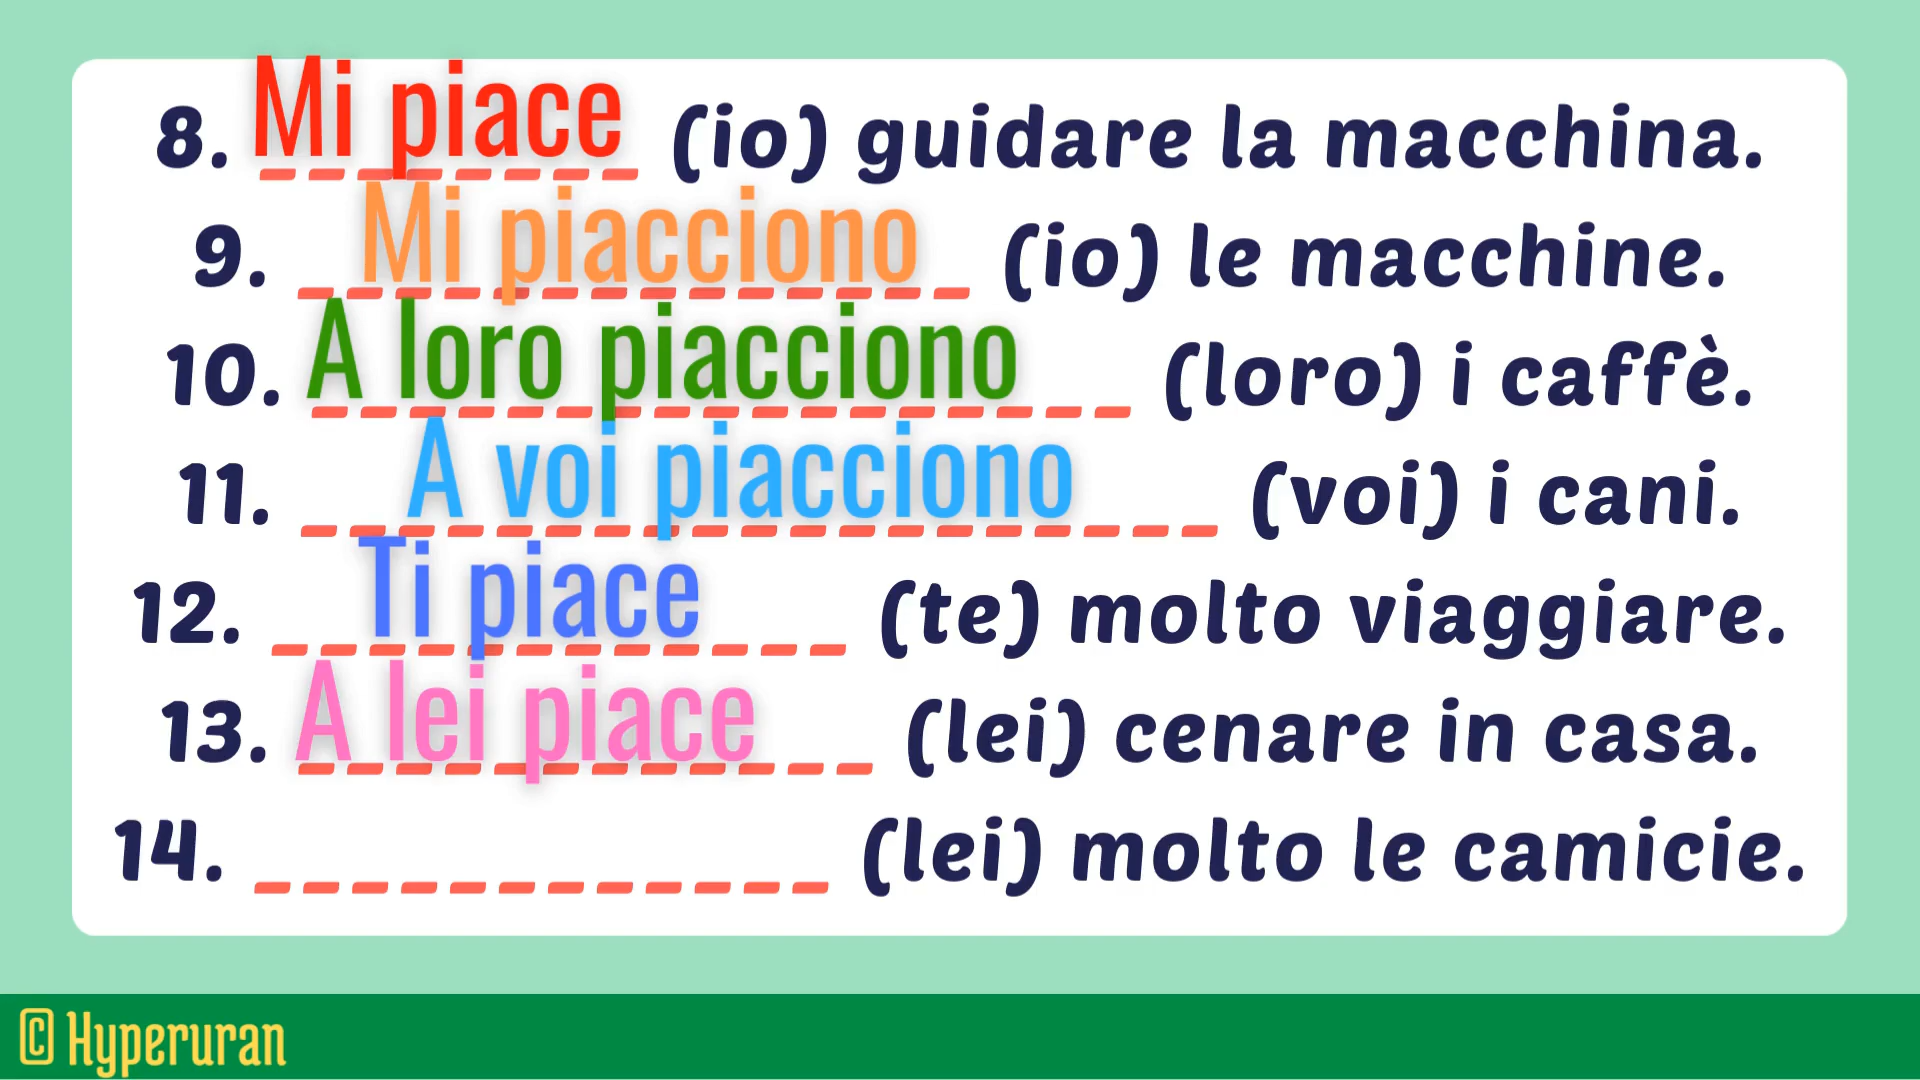 8. Mi piace (io) guidare la macchina.
9. Mi piacciono (io) le macchine.
10. A loro piacciono (loro) i caffè.
11. A voi piacciono (voi) i cani.
12. Ti piace (te) molto viaggiare.
13. A lei piace (lei) cenare in casa.
14. ____________ (lei) molto le camicie.
© Hyperuran